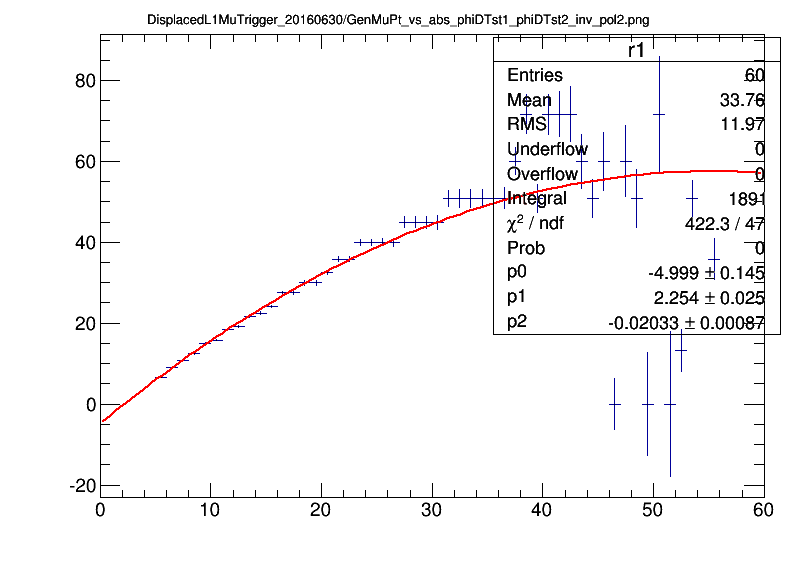 DisplacedL1MuTrigger_20160630/GenMuPt_vs_abs_phiDTst1_phiDTst2_inv_pol2.png
r1
Entries 60
Mean 33.76
RMS 11.97
Underflow 0
Overflow 0
Integral 1891
χ² / ndf 422.3 / 47
Prob 0
p0 -4.999 ± 0.145
p1 2.254 ± 0.025
p2 -0.02033 ± 0.00087
80
60
40
20
0
-20
0 10 20 30 40 50 60